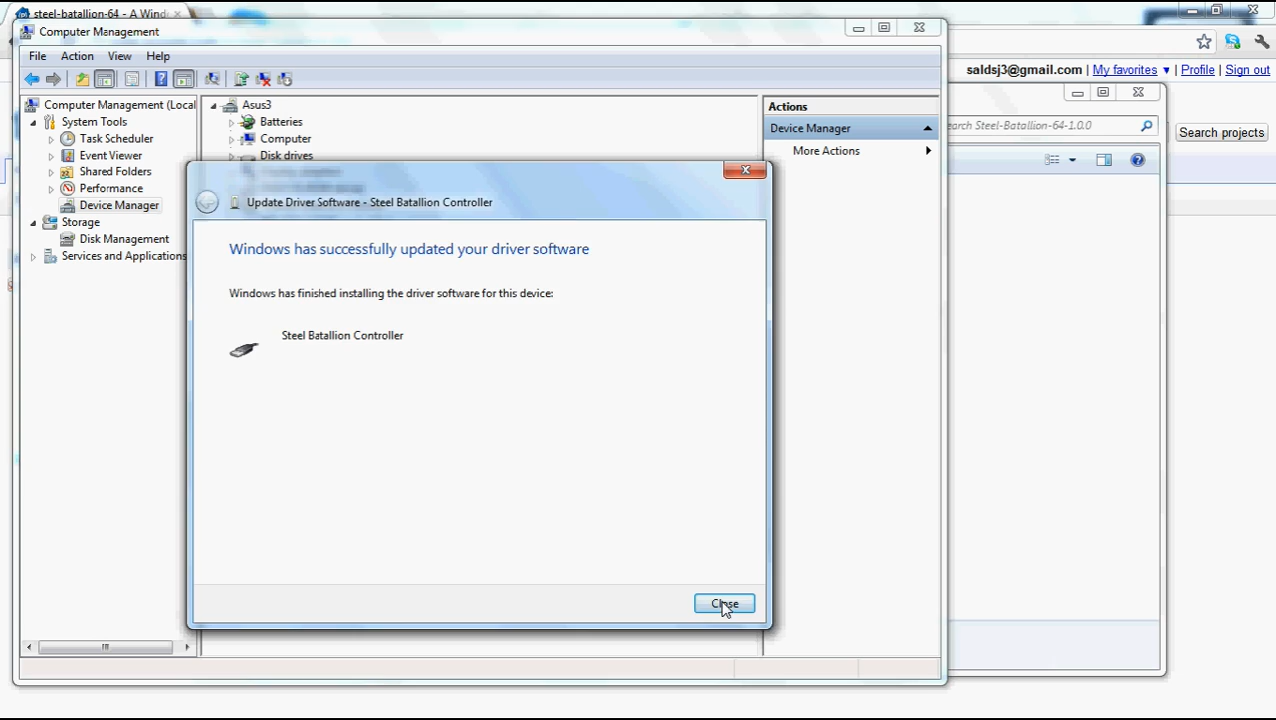 steel-batallion-64 - A Wind
Computer Management
File Action View Help
saldsj3@gmail.com | My favorites ▼ | Profile | Sign out
Computer Management (Local
System Tools
Task Scheduler
Event Viewer
Shared Folders
Performance
Device Manager
Storage
Disk Management
Services and Applications
Asus3
Batteries
Computer
Disk drives
Actions
Device Manager
More Actions
earch Steel-Batallion-64-1.0.0
Search projects
Update Driver Software - Steel Batallion Controller
Windows has successfully updated your driver software
Windows has finished installing the driver software for this device:
Steel Batallion Controller
Close